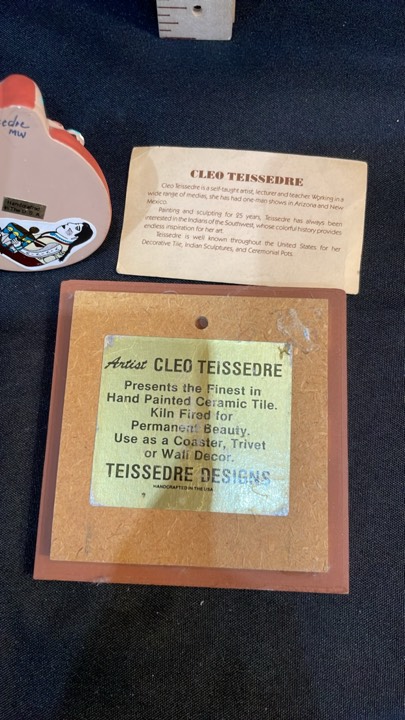 edre
MW
CLEO TEISSEDRE
Cleo Teissedre is a self-taught artist, lecturer and teacher. Working in a
wide range of medias, she has had one-man shows in Arizona and New
Mexico.
Painting and sculpting for 25 years, Teissedre has always been
interested in the Indians of the Southwest, whose colorful history provides
endless inspiration for her art.
Teissedre is well known throughout the United States for her
Decorative Tile, Indian Sculptures, and Ceremonial Pots.
Artist CLEO TEISSEDRE
Presents the Finest in
Hand Painted Ceramic Tile.
Kiln Fired for
Permanent Beauty.
Use as a Coaster, Trivet
or Wall Decor.
TEISSEDRE DESIGNS
HANDCRAFTED IN THE USA